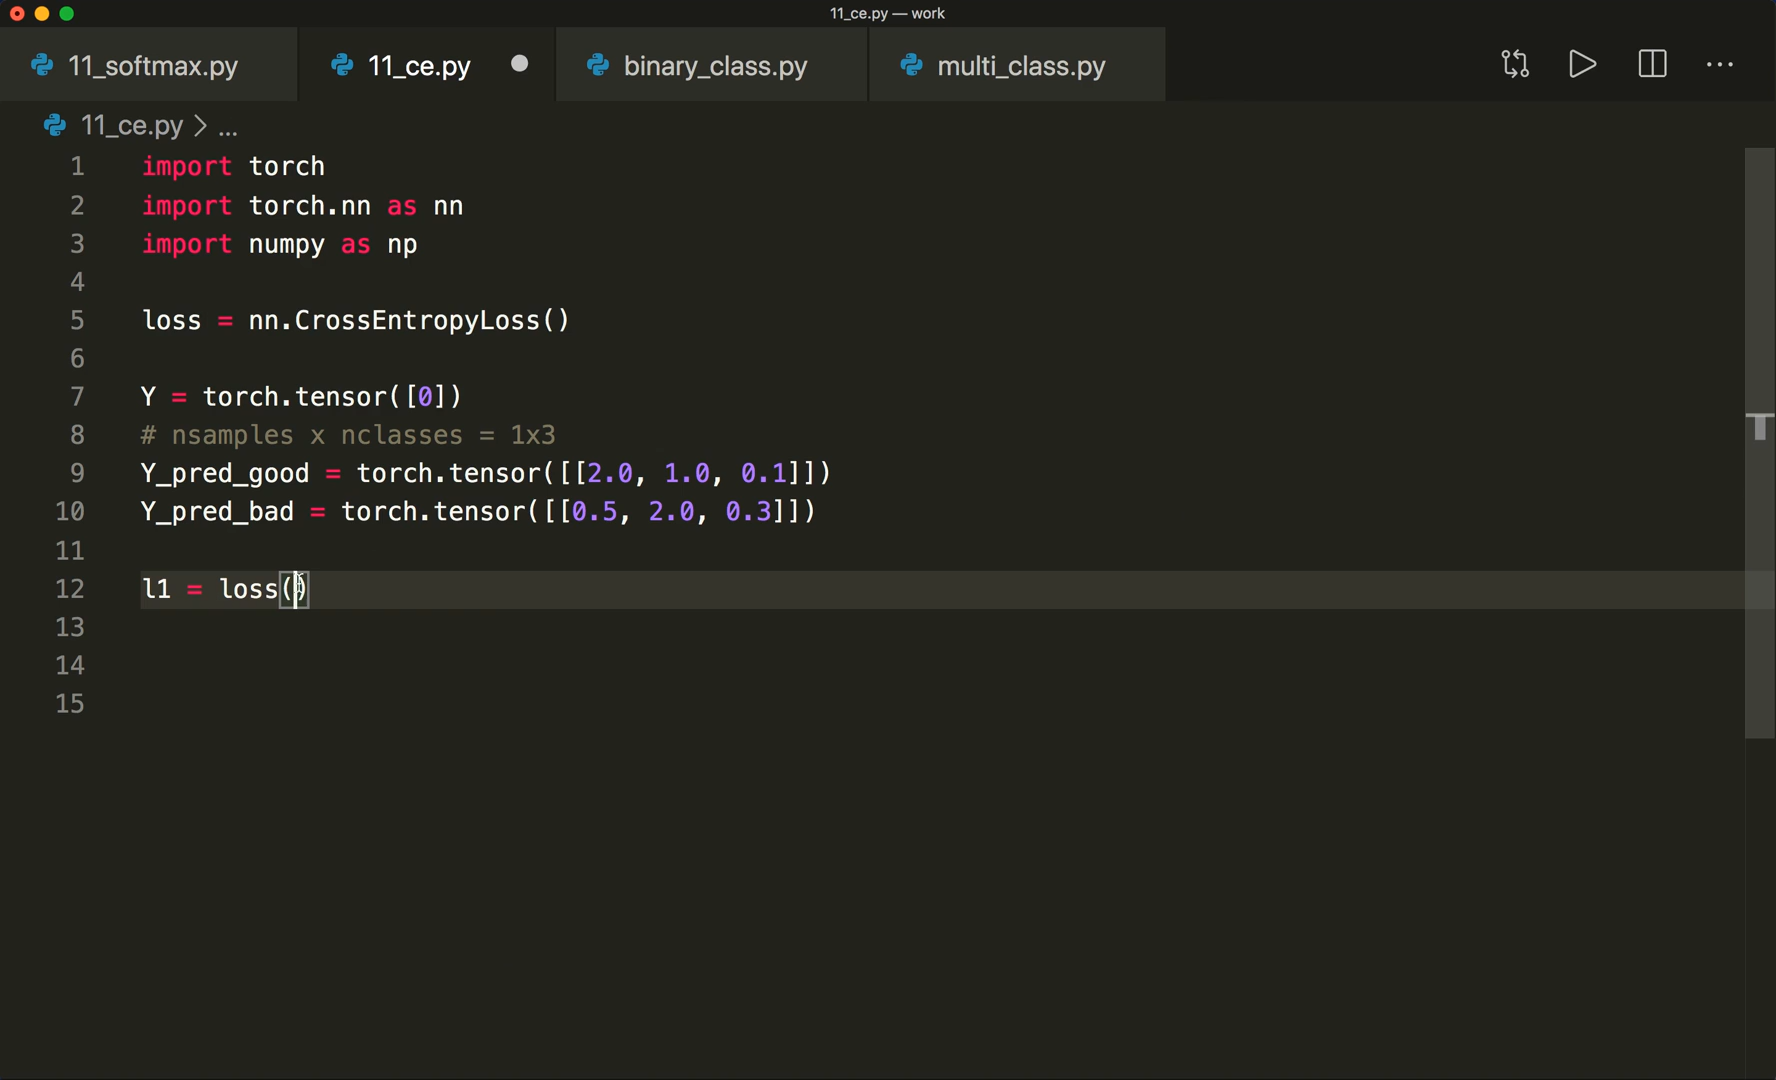 11_ce.py — work
11_softmax.py 11_ce.py binary_class.py multi_class.py
11_ce.py > ...
1 import torch
2 import torch.nn as nn
3 import numpy as np
4
5 loss = nn.CrossEntropyLoss()
6
7 Y = torch.tensor([0])
8 # nsamples x nclasses = 1x3
9 Y_pred_good = torch.tensor([[2.0, 1.0, 0.1]])
10 Y_pred_bad = torch.tensor([[0.5, 2.0, 0.3]])
11
12 l1 = loss()
13
14
15